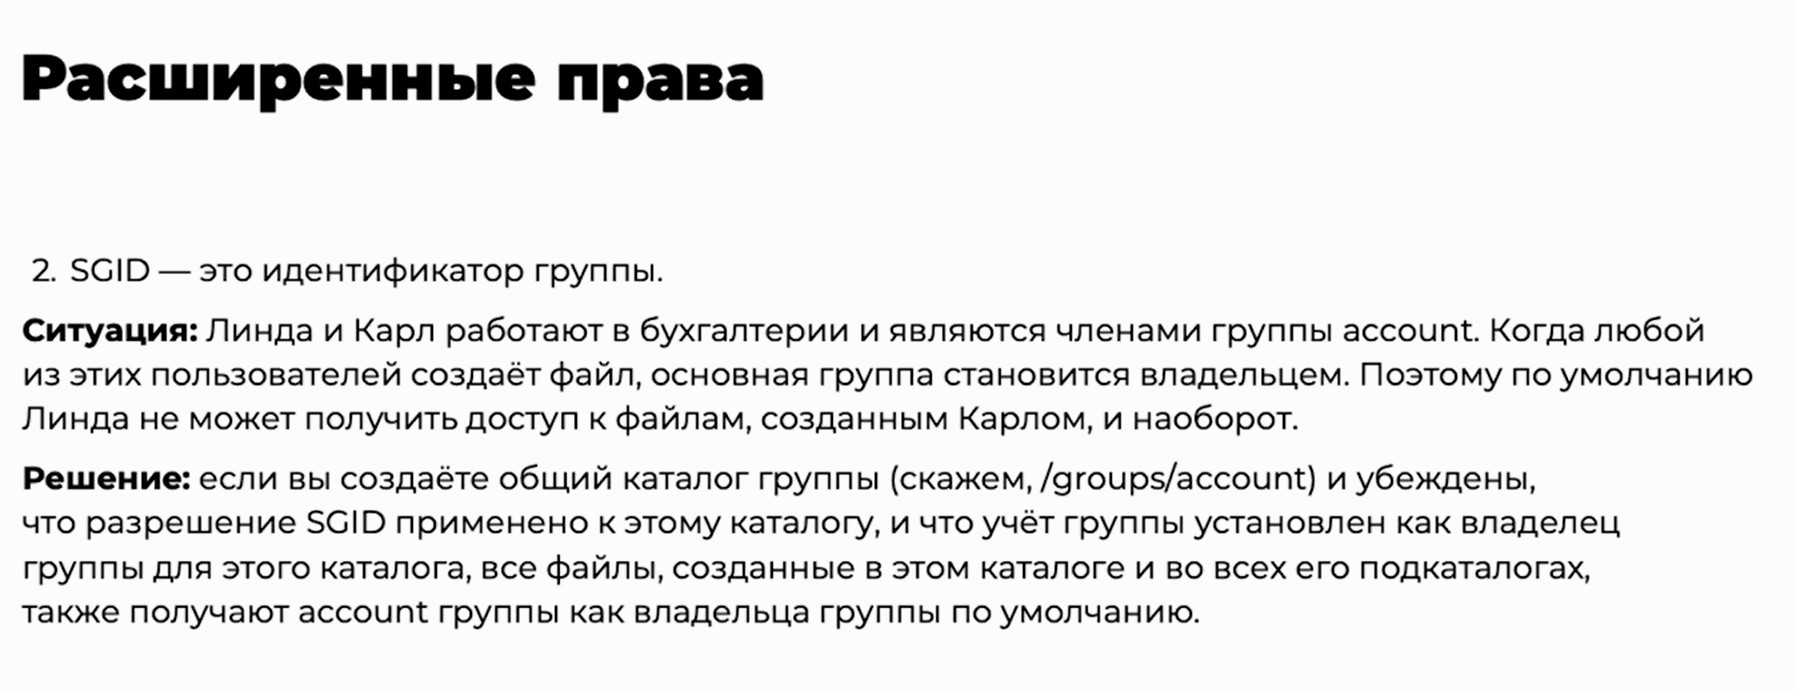 Расширенные права
2. SGID — это идентификатор группы.
Ситуация: Линда и Карл работают в бухгалтерии и являются членами группы account. Когда любой
из этих пользователей создаёт файл, основная группа становится владельцем. Поэтому по умолчанию
Линда не может получить доступ к файлам, созданным Карлом, и наоборот.
Решение: если вы создаёте общий каталог группы (скажем, /groups/account) и убеждены,
что разрешение SGID применено к этому каталогу, и что учёт группы установлен как владелец
группы для этого каталога, все файлы, созданные в этом каталоге и во всех его подкаталогах,
также получают account группы как владельца группы по умолчанию.